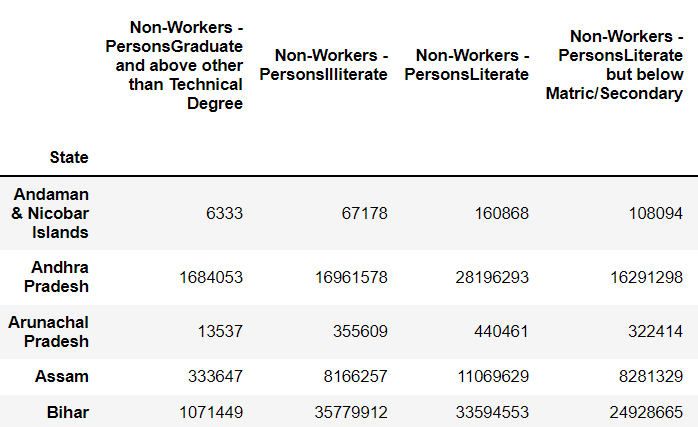 Non-Workers -
PersonsGraduate
and above other
than Technical
Degree
Non-Workers -
PersonsIlliterate
Non-Workers -
PersonsLiterate
Non-Workers -
PersonsLiterate
but below
Matric/Secondary
State
Andaman
& Nicobar
Islands
6333 67178 160868 108094
Andhra
Pradesh
1684053 16961578 28196293 16291298
Arunachal
Pradesh
13537 355609 440461 322414
Assam 333647 8166257 11069629 8281329
Bihar 1071449 35779912 33594553 24928665